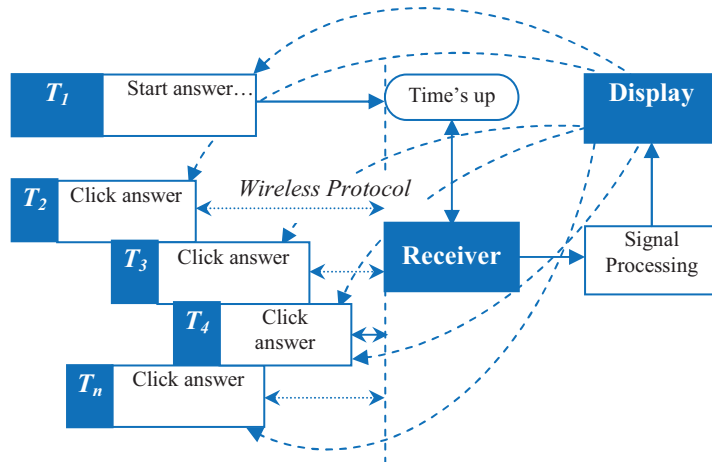 T1
Start answer…
Time's up
Display
T2
Click answer
Wireless Protocol
T3
Click answer
Receiver
Signal
Processing
T4
Click
answer
Tn
Click answer